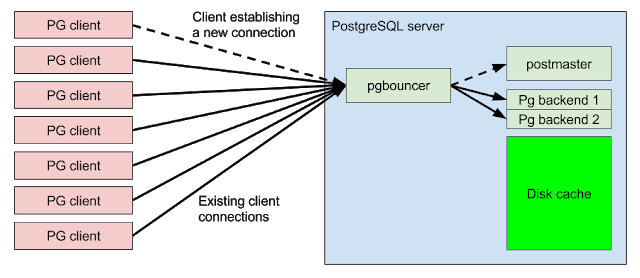 PG client
PG client
PG client
PG client
PG client
PG client
PG client
Client establishing
a new connection
Existing client
connections
PostgreSQL server
pgbouncer
postmaster
Pg backend 1
Pg backend 2
Disk cache